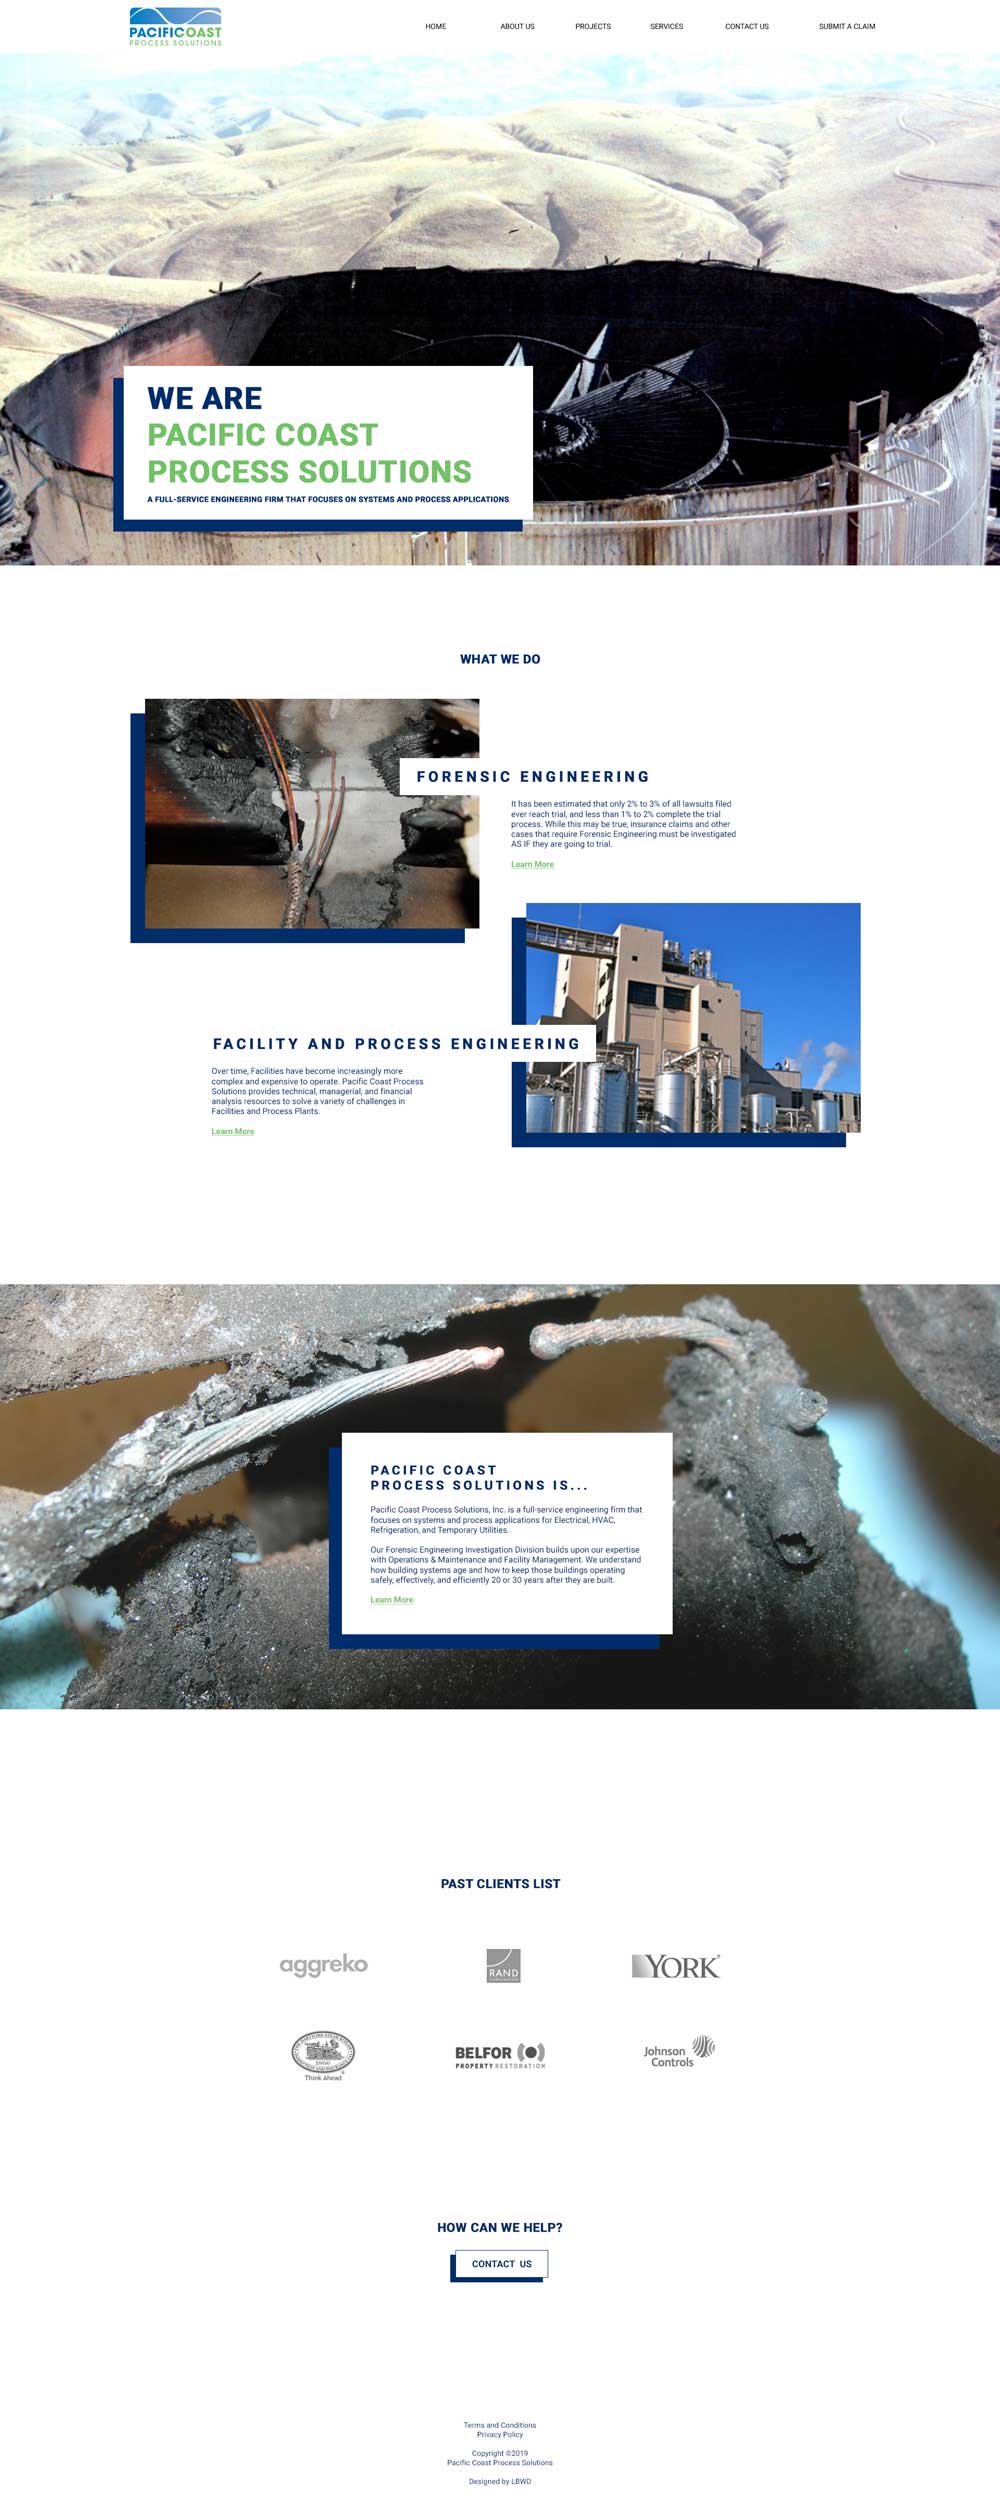 PACIFICOAST
PROCESS SOLUTIONS
HOME ABOUT US PROJECTS SERVICES CONTACT US SUBMIT A CLAIM
WE ARE
PACIFIC COAST
PROCESS SOLUTIONS
A FULL-SERVICE ENGINEERING FIRM THAT FOCUSES ON SYSTEMS AND PROCESS APPLICATIONS
WHAT WE DO
FORENSIC ENGINEERING
It has been estimated that only 2% to 3% of all lawsuits filed
ever reach trial, and less than 1% to 2% complete the trial
process. While this may be true, insurance claims and other
cases that require Forensic Engineering must be investigated
AS IF they are going to trial.
Learn More
FACILITY AND PROCESS ENGINEERING
Over time, Facilities have become increasingly more
complex and expensive to operate. Pacific Coast Process
Solutions provides technical, managerial, and financial
analysis resources to solve a variety of challenges in
Facilities and Process Plants.
Learn More
PACIFIC COAST
PROCESS SOLUTIONS IS...
Pacific Coast Process Solutions, Inc. is a full-service engineering firm that
focuses on systems and process applications for Electrical, HVAC,
Refrigeration, and Temporary Utilities.
Our Forensic Engineering Investigation Division builds upon our expertise
with Operations & Maintenance and Facility Management. We understand
how building systems age and how to keep those buildings operating
safely, effectively, and efficiently 20 or 30 years after they are built.
Learn More
PAST CLIENTS LIST
aggreko
RAND
CORPORATION
YORK®
Think Ahead®
BELFOR
PROPERTY RESTORATION
Johnson
Controls
HOW CAN WE HELP?
CONTACT US
Terms and Conditions
Privacy Policy
Copyright ©2019
Pacific Coast Process Solutions
Designed by LBWD